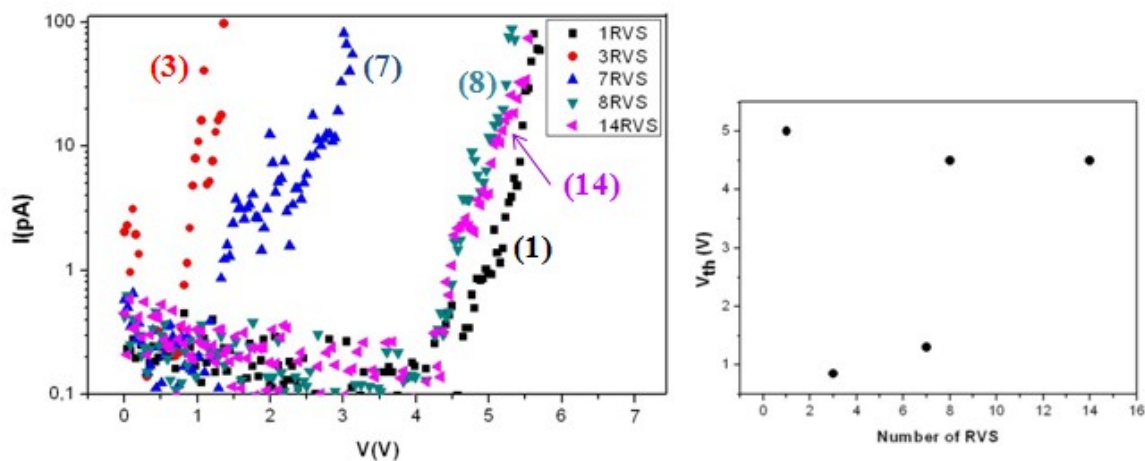 100
10
1
0.1
I(pA)
0 1 2 3 4 5 6 7
V(V)
(3)
(7)
(8)
(14)
(1)
1RVS
3RVS
7RVS
8RVS
14RVS
5
4
3
2
1
V_th (V)
0 2 4 6 8 10 12 14 16
Number of RVS